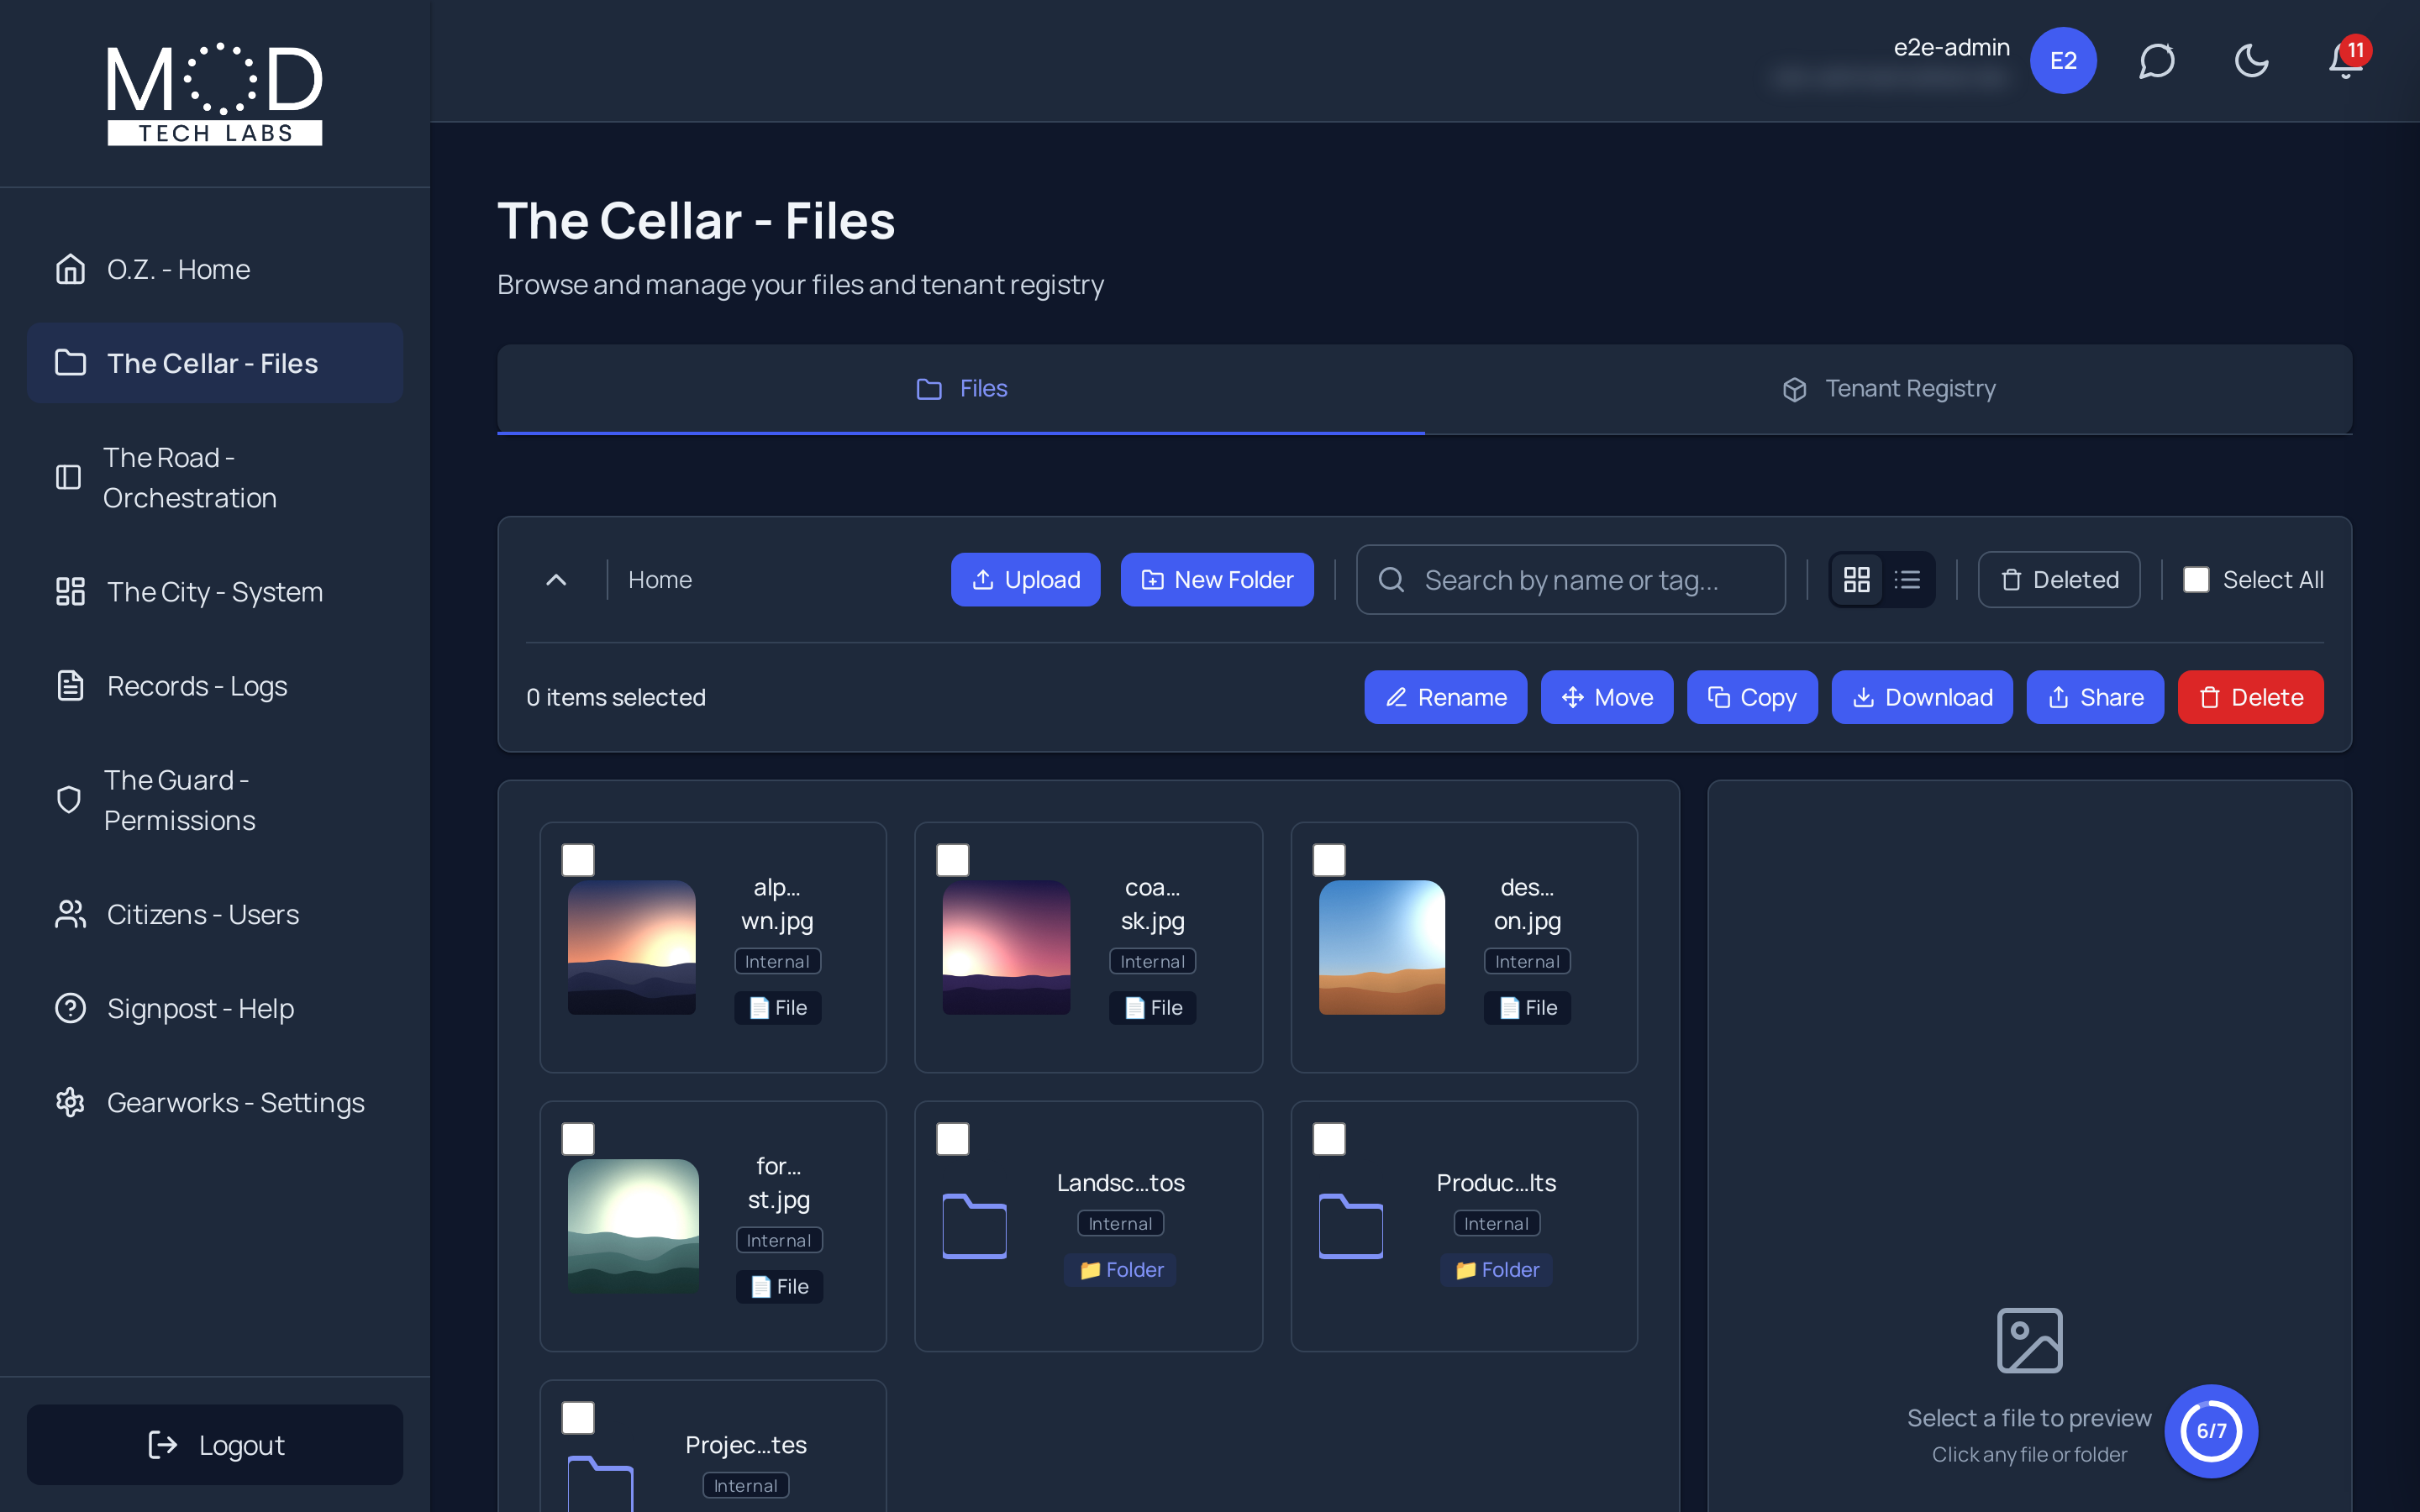 MOD
TECH LABS
e2e-admin
E2
11
O.Z. - Home
The Cellar - Files
The Road -
Orchestration
The City - System
Records - Logs
The Guard -
Permissions
Citizens - Users
Signpost - Help
Gearworks - Settings
Logout
The Cellar - Files
Browse and manage your files and tenant registry
Files
Tenant Registry
Home
Upload
New Folder
Search by name or tag...
Deleted
Select All
0 items selected
Rename
Move
Copy
Download
Share
Delete
alp...
wn.jpg
Internal
File
coa...
sk.jpg
Internal
File
des...
on.jpg
Internal
File
for...
st.jpg
Internal
File
Landsc...tos
Internal
Folder
Produc...lts
Internal
Folder
Projec...tes
Internal
Select a file to preview
Click any file or folder
6/7